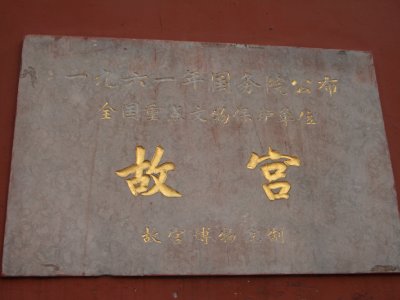 一九六一年国务院公布
全国重点文物保护单位
故宫
故宫博物院制